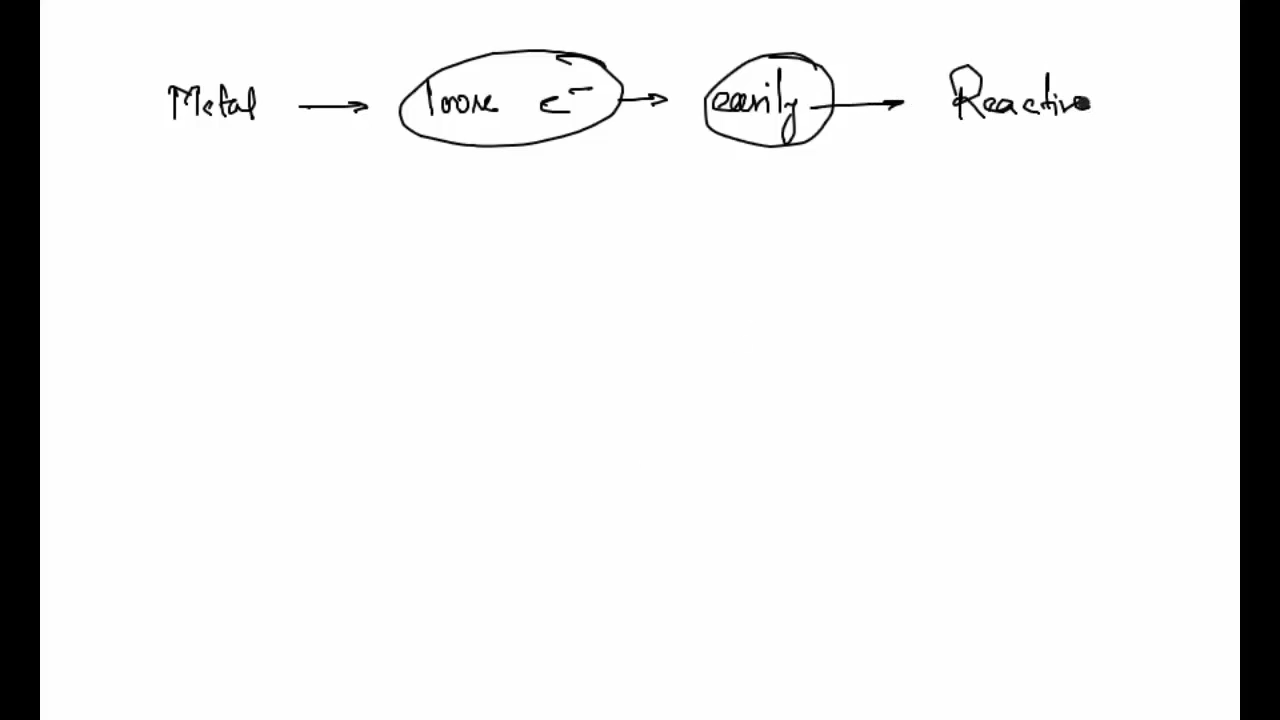 Metal → loose e⁻ → easily → Reactive